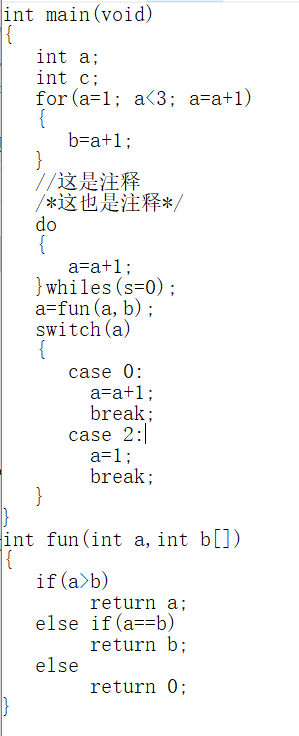 int main(void)
{
   int a;
   int c;
   for(a=1; a<3; a=a+1)
   {
      b=a+1;
   }
   //这是注释
   /*这也是注释*/
   do
   {
      a=a+1;
   }whiles(s=0);
   a=fun(a,b);
   switch(a)
   {
      case 0:
        a=a+1;
        break;
      case 2:
        a=1;
        break;
   }
}
int fun(int a,int b[])
{
   if(a>b)
        return a;
   else if(a==b)
        return b;
   else
        return 0;
}